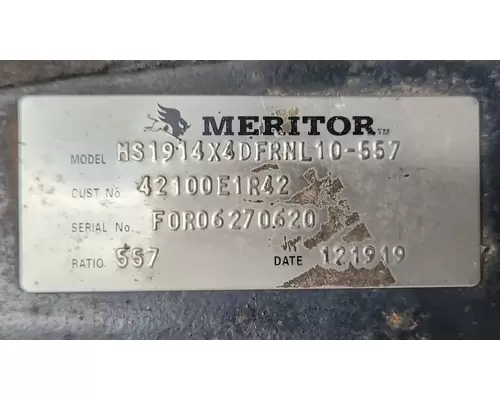 MERITOR™
MODEL MS1914X4DFRNL10-557
CUST No. 42100E1R42
SERIAL No. FOR06270620
RATIO 557 DATE 121919